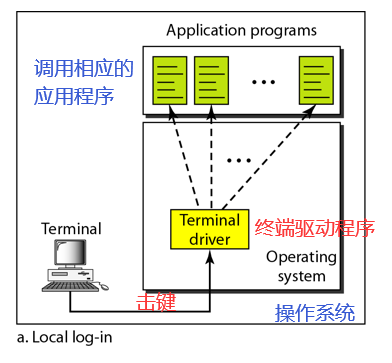 Application programs
调用相应的
应用程序
Terminal
Terminal
driver
终端驱动程序
Operating
system
击键
操作系统
a. Local log-in